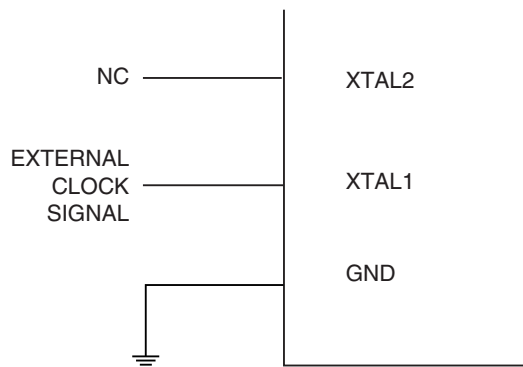 NC
XTAL2
EXTERNAL
CLOCK
SIGNAL
XTAL1
GND